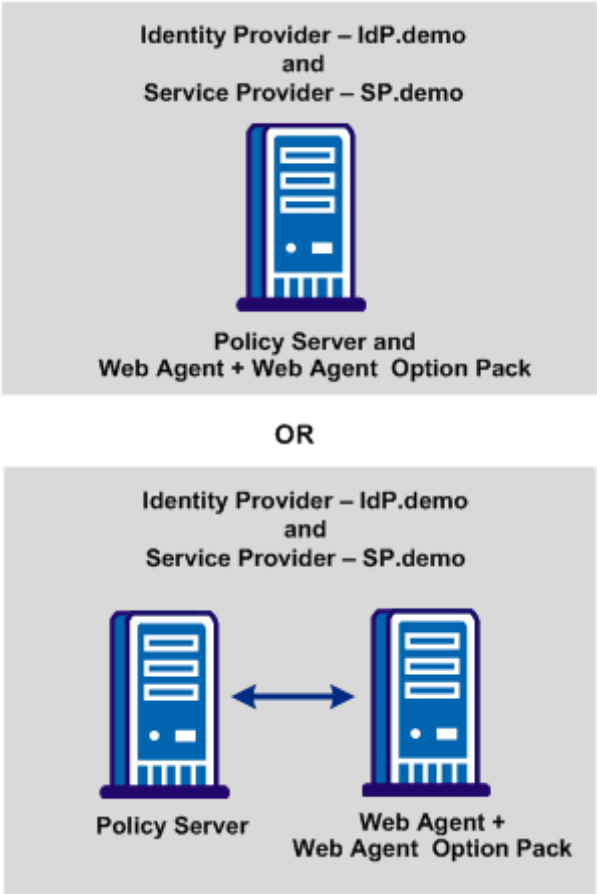 Identity Provider – IdP.demo
and
Service Provider – SP.demo
Policy Server and
Web Agent + Web Agent Option Pack
OR
Identity Provider – IdP.demo
and
Service Provider – SP.demo
Policy Server
Web Agent +
Web Agent Option Pack